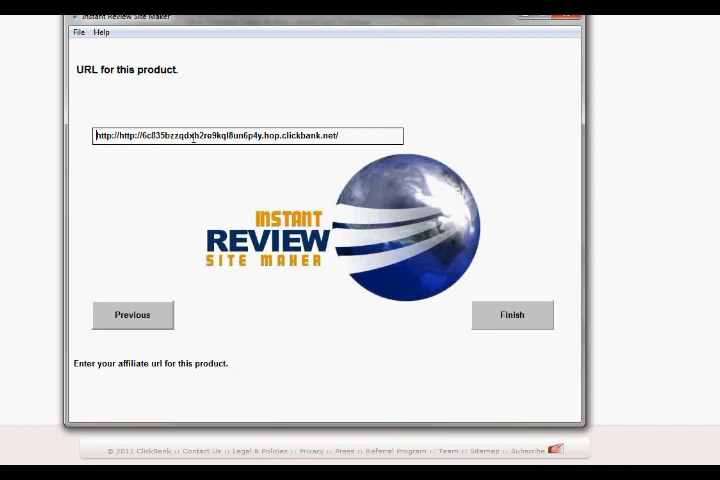 Instant Review Site Maker
File Help
URL for this product.
http://http://6c835bzzqdxh2re9kql8un6p4y.hop.clickbank.net/
INSTANT
REVIEW
SITE MAKER
Previous
Finish
Enter your affiliate url for this product.
© 2011 ClickBank :: Contact Us :: Legal & Policies :: Privacy :: Press :: Referral Program :: Team :: Sitemap :: Subscribe